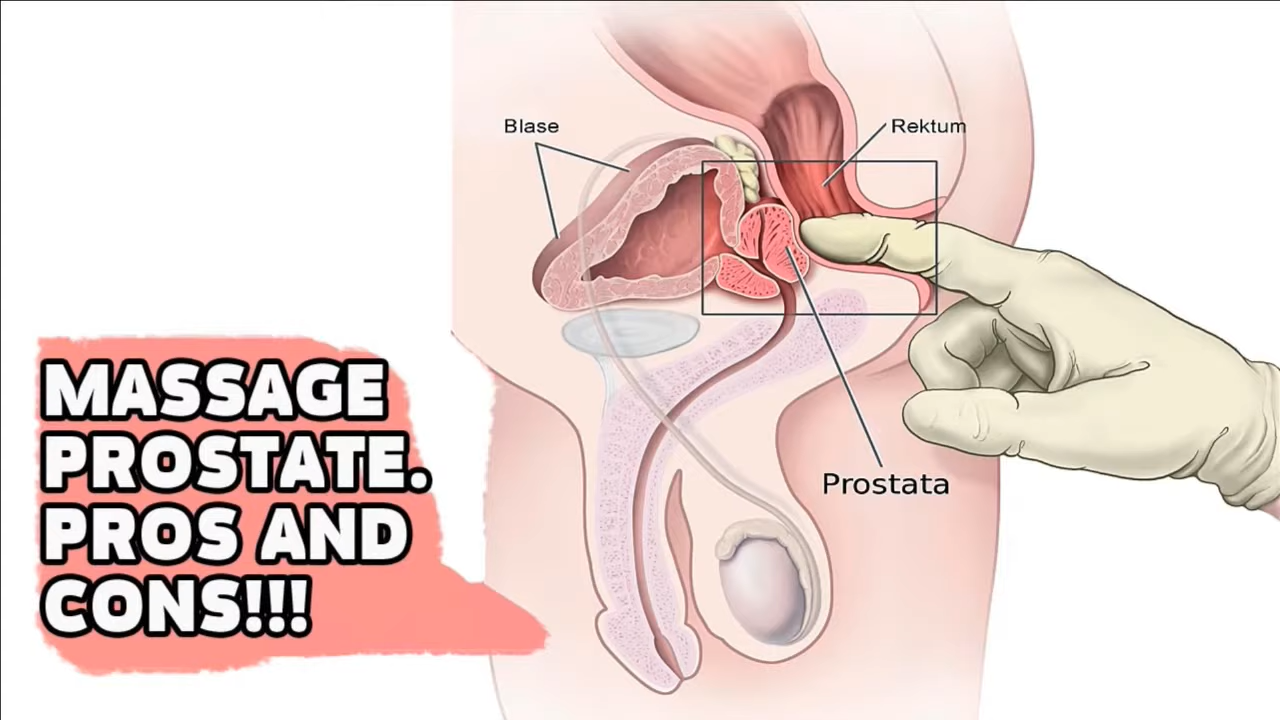 Blase
Rektum
Prostata
MASSAGE
PROSTATE.
PROS AND
CONS!!!